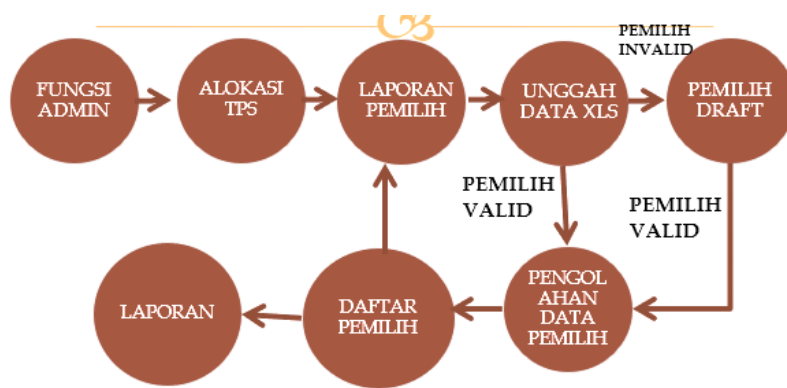 PEMILIH
INVALID
FUNGSI
ADMIN
ALOKASI
TPS
LAPORAN
PEMILIH
UNGGAH
DATA XLS
PEMILIH
DRAFT
PEMILIH
VALID
PEMILIH
VALID
LAPORAN
DAFTAR
PEMILIH
PENGOL
AHAN
DATA
PEMILIH